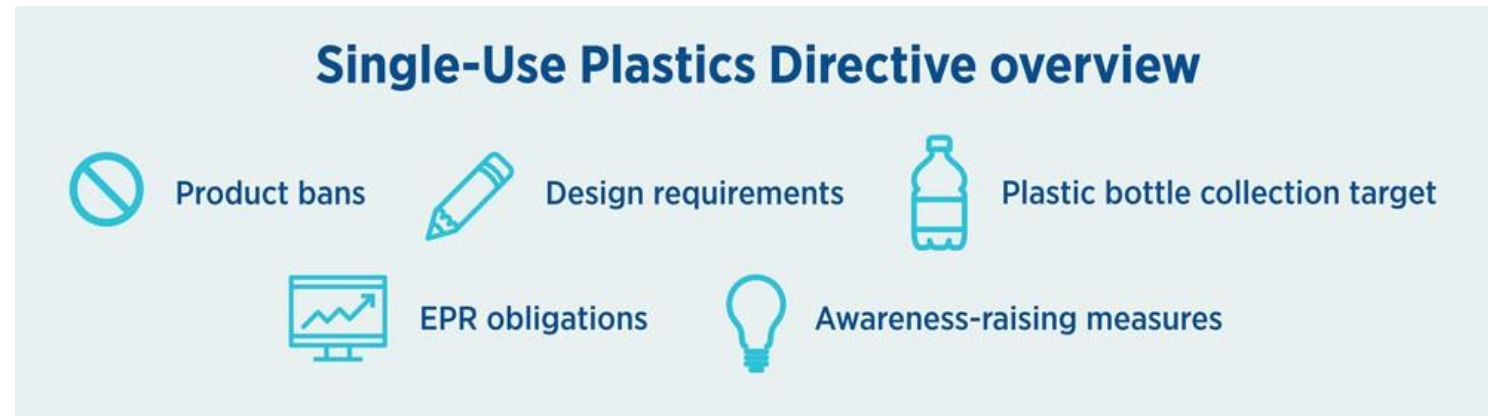 Single-Use Plastics Directive overview
Product bans
Design requirements
Plastic bottle collection target
EPR obligations
Awareness-raising measures